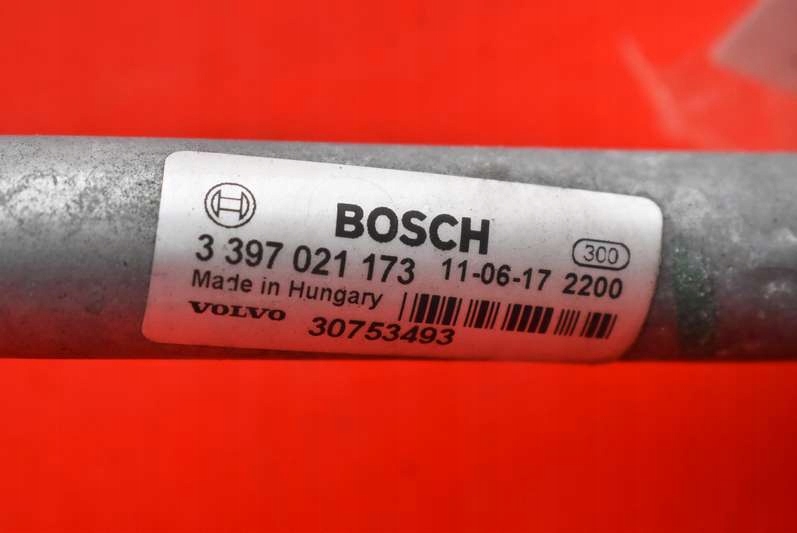 BOSCH
300
3 397 021 173 11-06-17 2200
Made in Hungary
VOLVO 30753493